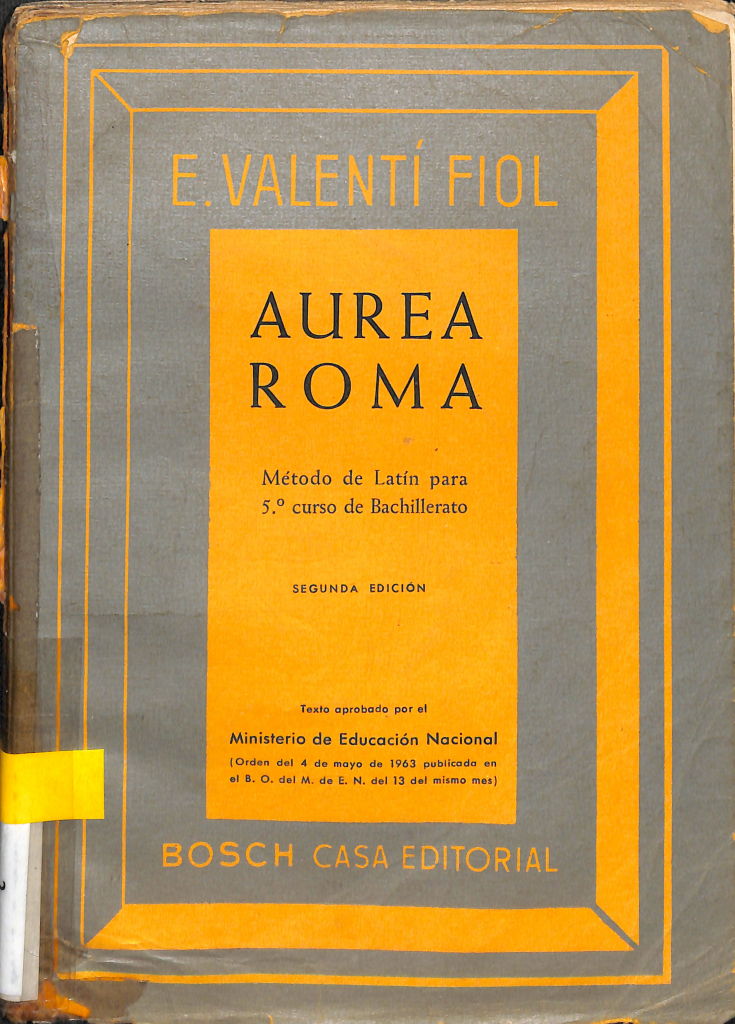 E. VALENTÍ FIOL
AUREA
ROMA
Método de Latín para
5.º curso de Bachillerato
SEGUNDA EDICIÓN
Texto aprobado por el
Ministerio de Educación Nacional
(Orden del 4 de mayo de 1963 publicada en
el B. O. del M. de E. N. del 13 del mismo mes)
BOSCH CASA EDITORIAL